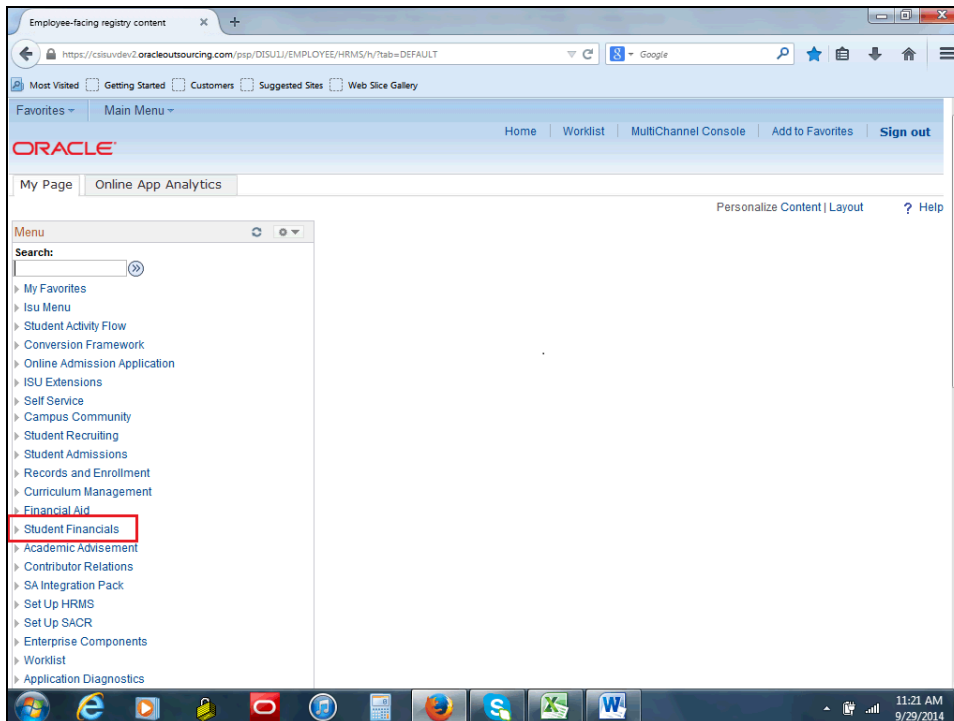 Employee-facing registry content
https://csisuvdev2.oracleoutsourcing.com/psp/DISU1J/EMPLOYEE/HRMS/h/?tab=DEFAULT
Google
Most Visited Getting Started Customers Suggested Sites Web Slice Gallery
Favorites Main Menu
Home Worklist MultiChannel Console Add to Favorites Sign out
ORACLE
My Page Online App Analytics
Personalize Content | Layout ? Help
Menu
Search:
My Favorites
Isu Menu
Student Activity Flow
Conversion Framework
Online Admission Application
ISU Extensions
Self Service
Campus Community
Student Recruiting
Student Admissions
Records and Enrollment
Curriculum Management
Financial Aid
Student Financials
Academic Advisement
Contributor Relations
SA Integration Pack
Set Up HRMS
Set Up SACR
Enterprise Components
Worklist
Application Diagnostics
11:21 AM
9/29/2014